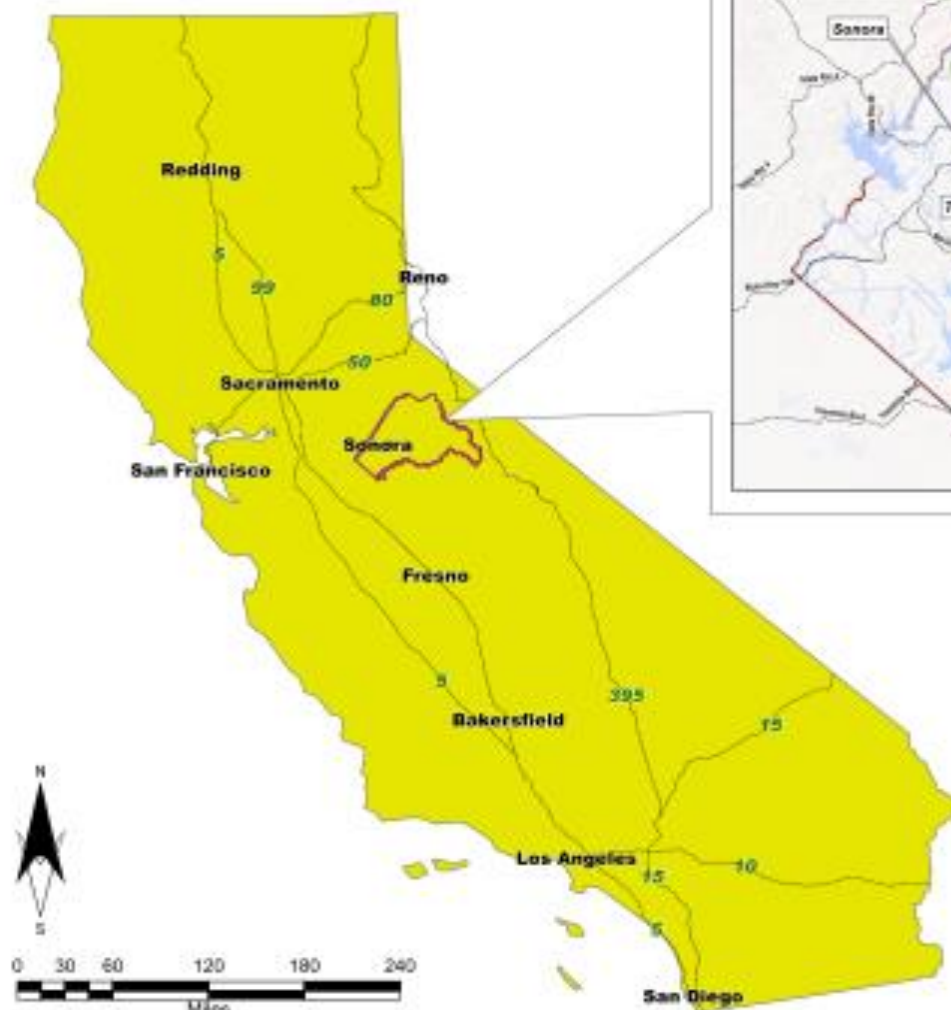 Sonora
Redding
5
99
Reno
80
50
Sacramento
Sonora
San Francisco
Fresno
5
395
Bakersfield
15
N
S
Los Angeles
10
15
5
San Diego
0 30 60 120 180 240
Miles